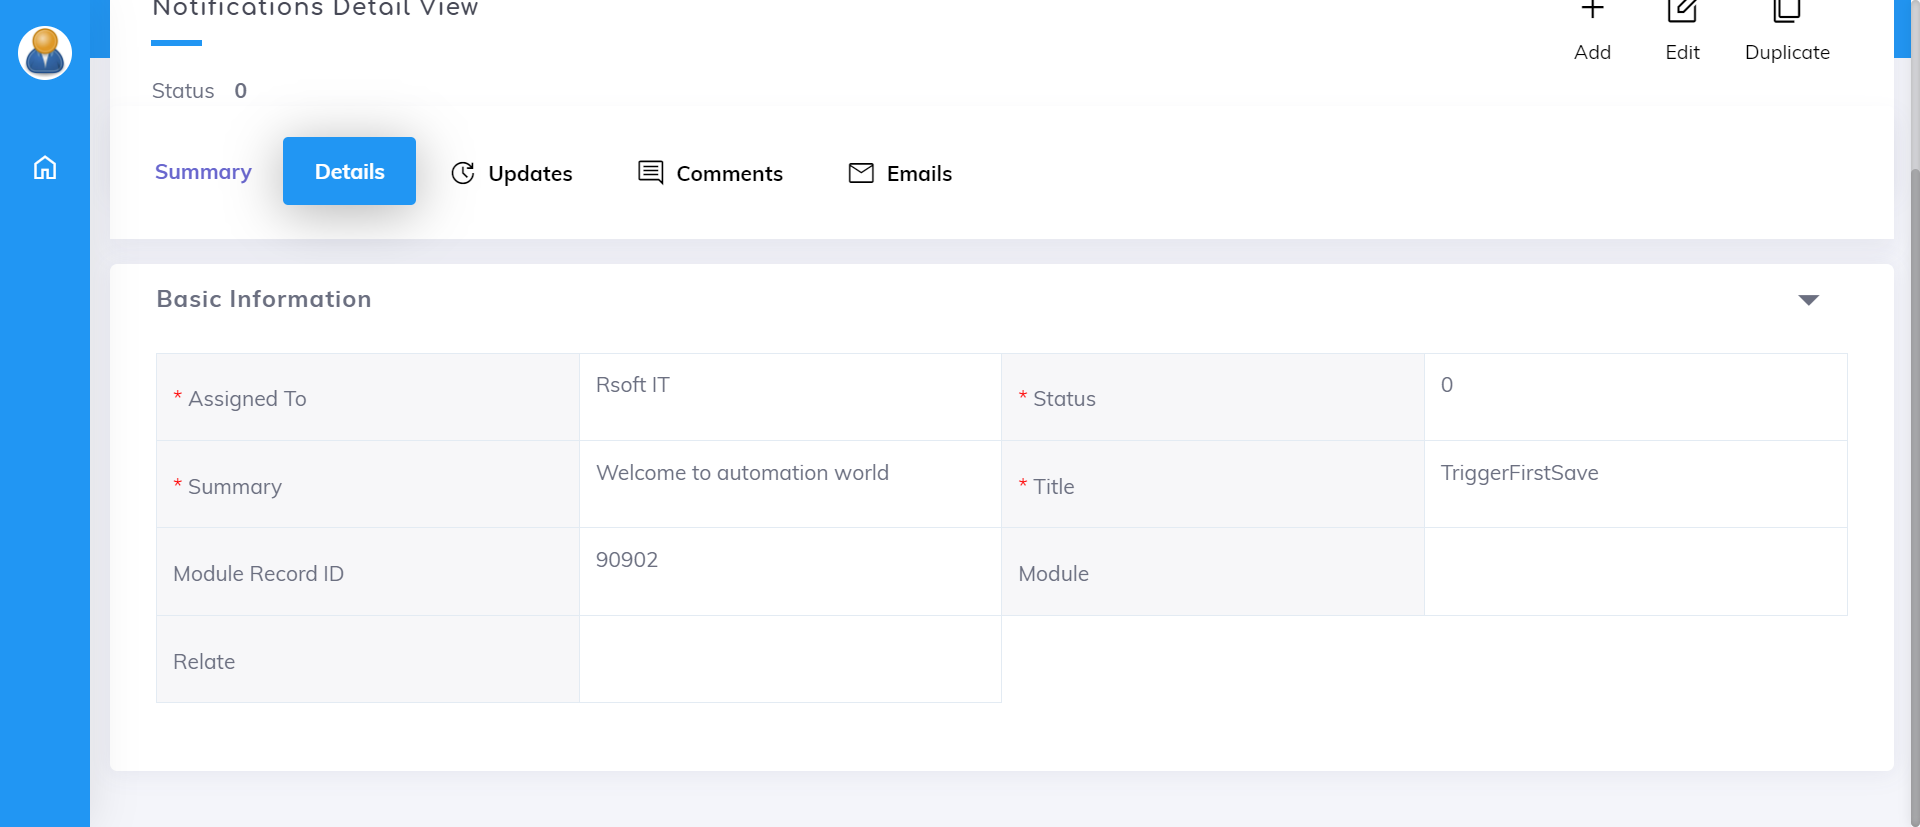 Notifications Detail View
Add Edit Duplicate
Status 0
Summary Details Updates Comments Emails
Basic Information
* Assigned To Rsoft IT * Status 0
* Summary Welcome to automation world * Title TriggerFirstSave
Module Record ID 90902 Module
Relate